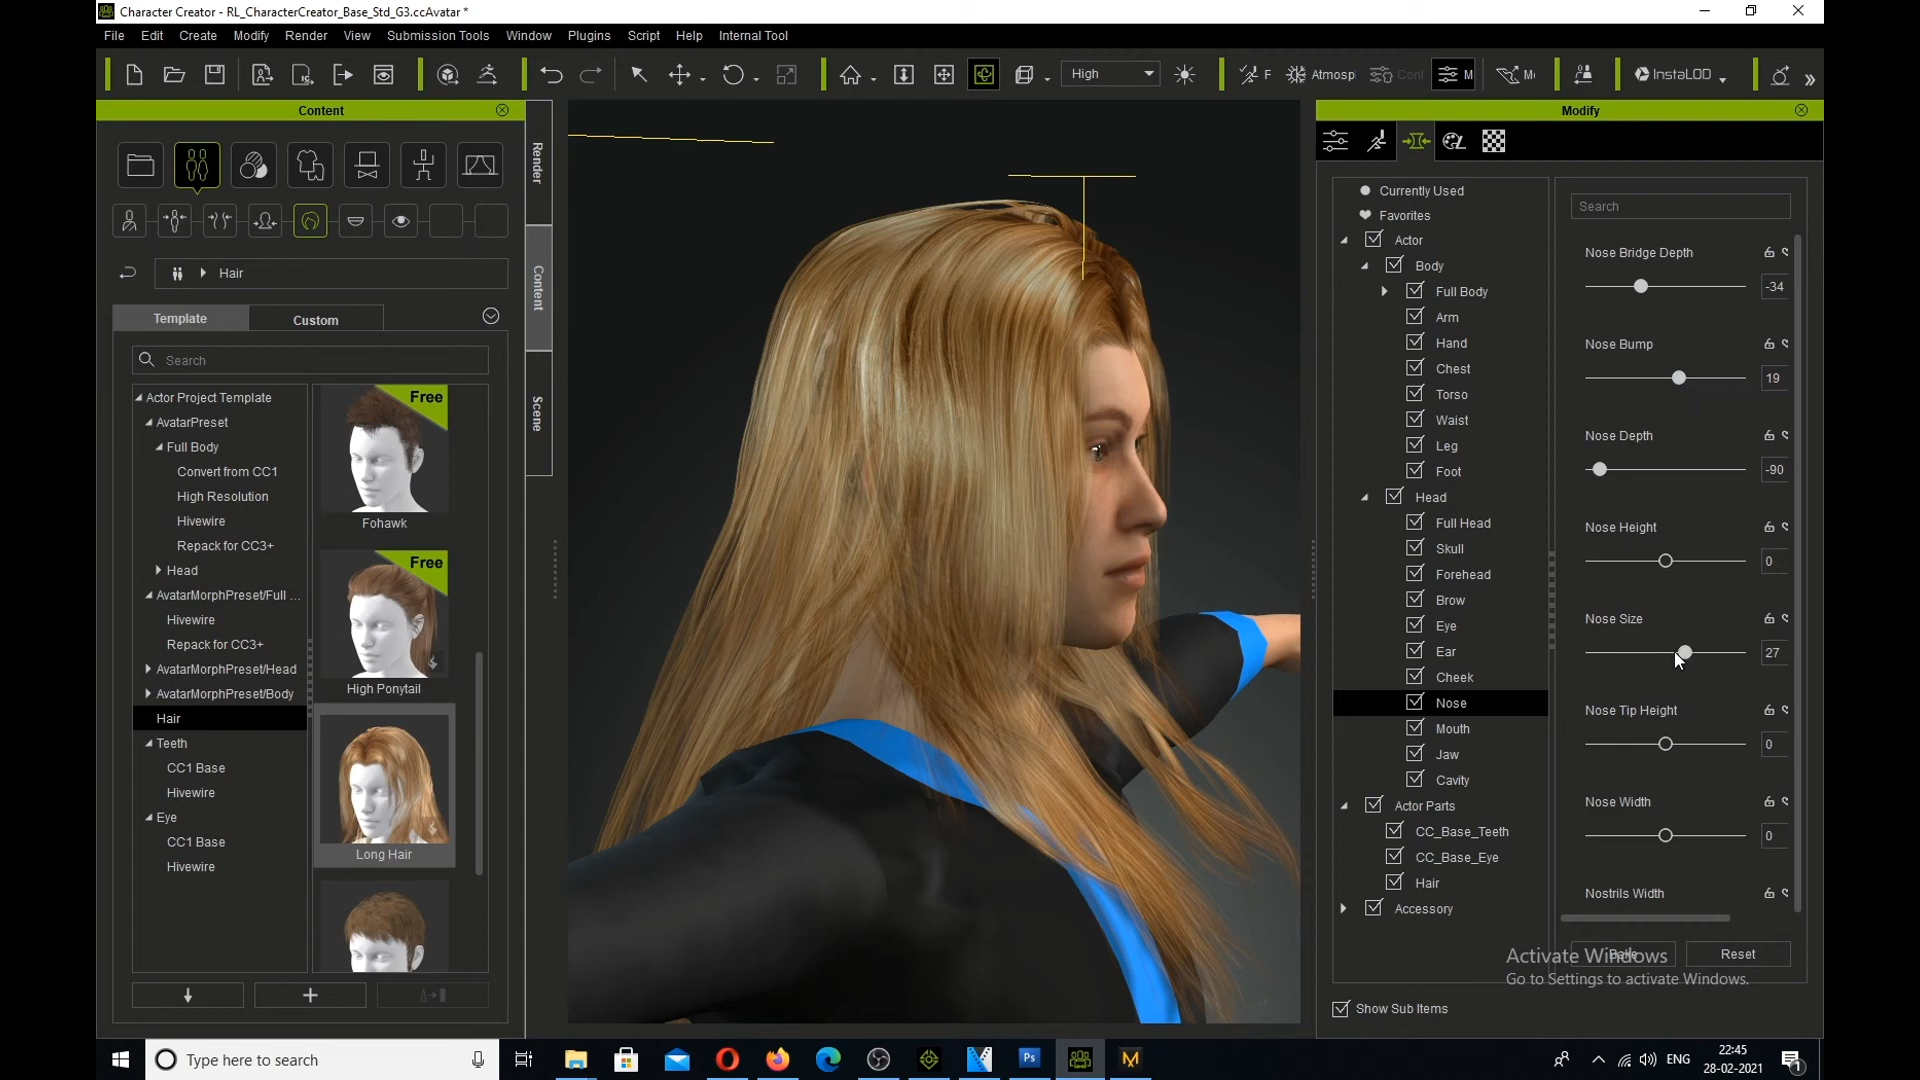 Character Creator - RL_CharacterCreator_Base_Std_G3.ccAvatar *
File Edit Create Modify Render View Submission Tools Window Plugins Script Help Internal Tool
High F Atmosp Cont M InstaLOD
Content
Hair
Template Custom
Search
Actor Project Template
AvatarPreset
Full Body
Convert from CC1
High Resolution
Hivewire
Repack for CC3+
Head
AvatarMorphPreset/Full ...
Hivewire
Repack for CC3+
AvatarMorphPreset/Head
AvatarMorphPreset/Body
Hair
Teeth
CC1 Base
Hivewire
Eye
CC1 Base
Hivewire
Free
Fohawk
Free
High Ponytail
Long Hair
Render
Content
Scene
Modify
Currently Used
Favorites
Actor
Body
Full Body
Arm
Hand
Chest
Torso
Waist
Leg
Foot
Head
Full Head
Skull
Forehead
Brow
Eye
Ear
Cheek
Nose
Mouth
Jaw
Cavity
Actor Parts
CC_Base_Teeth
CC_Base_Eye
Hair
Accessory
Show Sub Items
Search
Nose Bridge Depth
-34
Nose Bump
19
Nose Depth
-90
Nose Height
0
Nose Size
27
Nose Tip Height
0
Nose Width
0
Nostrils Width
Bake Reset
Activate Windows
Go to Settings to activate Windows.
Type here to search
Ps
ENG
22:45
28-02-2021
1